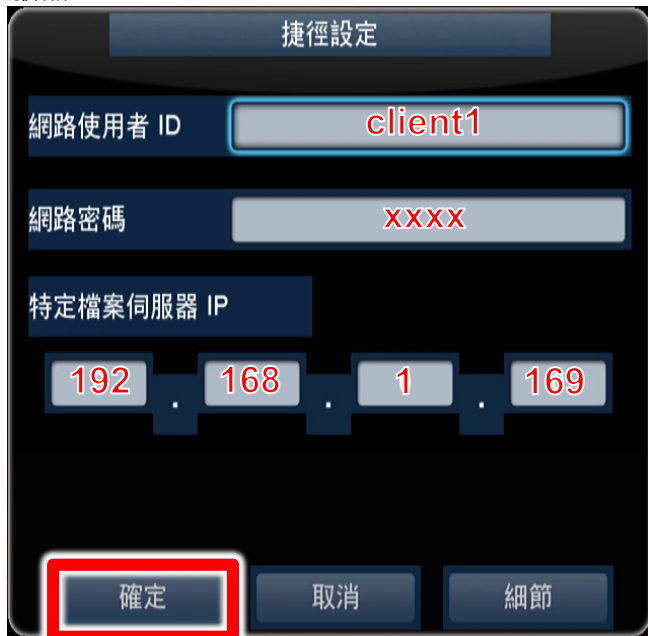 捷徑設定
網路使用者 ID client1
網路密碼 xxxx
特定檔案伺服器 IP
192 . 168 . 1 . 169
確定 取消 細節